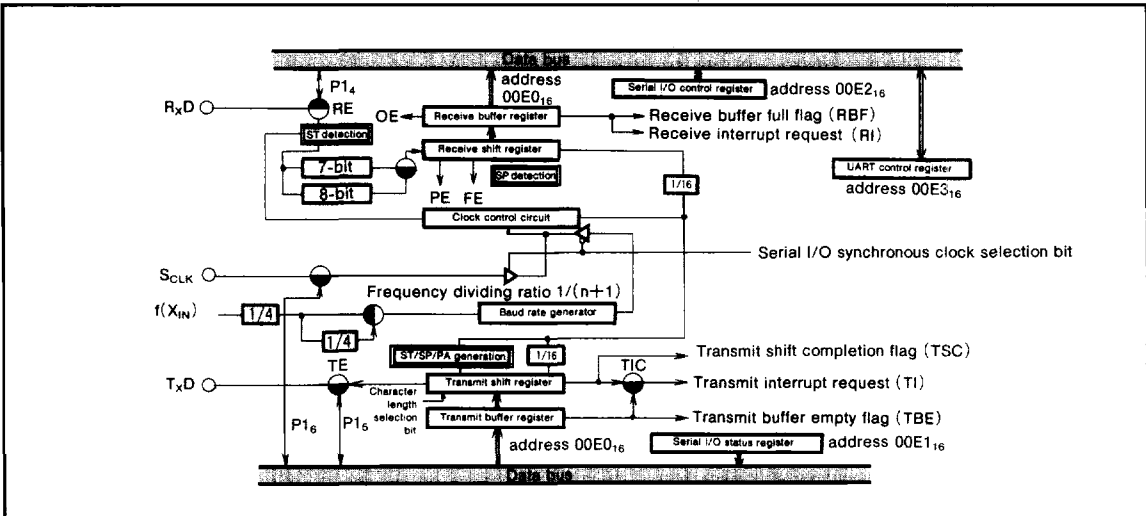 Data bus
P1₄
address 00E0₁₆
Serial I/O control register
address 00E2₁₆
RₓD
RE
OE
Receive buffer register
Receive buffer full flag (RBF)
Receive interrupt request (RI)
ST detection
Receive shift register
7-bit
8-bit
SP detection
PE
FE
1/16
UART control register
address 00E3₁₆
Clock control circuit
Serial I/O synchronous clock selection bit
S_CLK
Frequency dividing ratio 1/(n+1)
f(X_IN)
1/4
Baud rate generator
1/4
ST/SP/PA generation
1/16
Transmit shift completion flag (TSC)
TE
TIC
TₓD
Transmit shift register
Transmit interrupt request (TI)
Character length selection bit
P1₆
P1₅
Transmit buffer register
Transmit buffer empty flag (TBE)
address 00E0₁₆
Serial I/O status register
address 00E1₁₆
Data bus